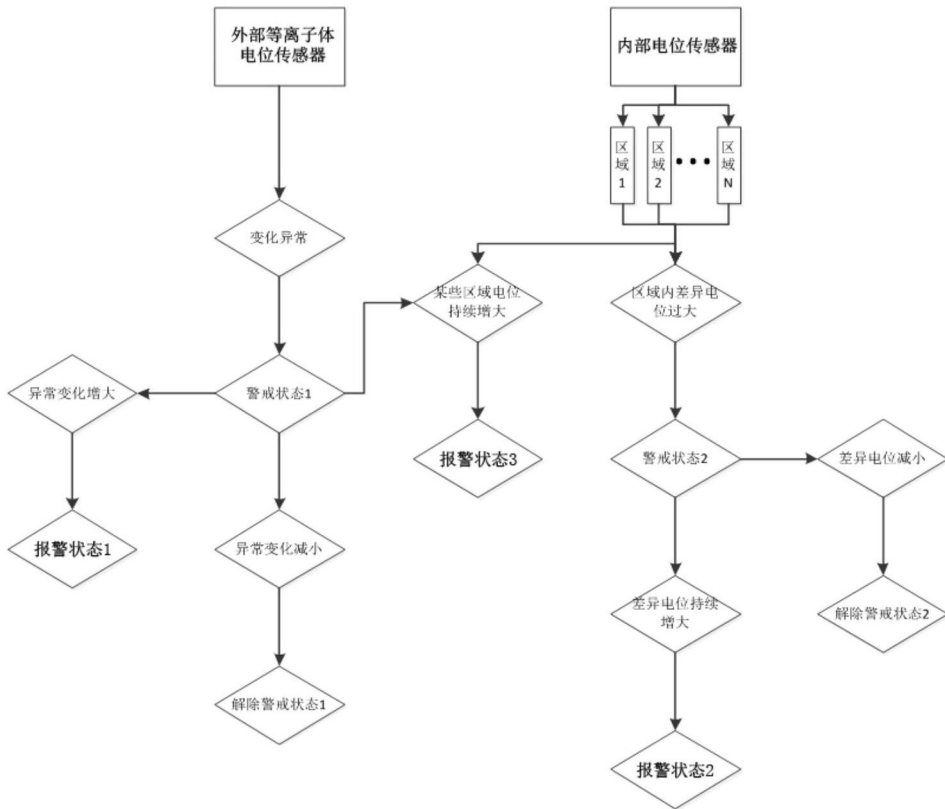 外部等离子体
电位传感器
内部电位传感器
区
域
1
区
域
2
区
域
N
变化异常
某些区域电位
持续增大
区域内差异电
位过大
异常变化增大
警戒状态1
报警状态3
警戒状态2
差异电位减小
报警状态1
异常变化减小
差异电位持续
增大
解除警戒状态2
解除警戒状态1
报警状态2